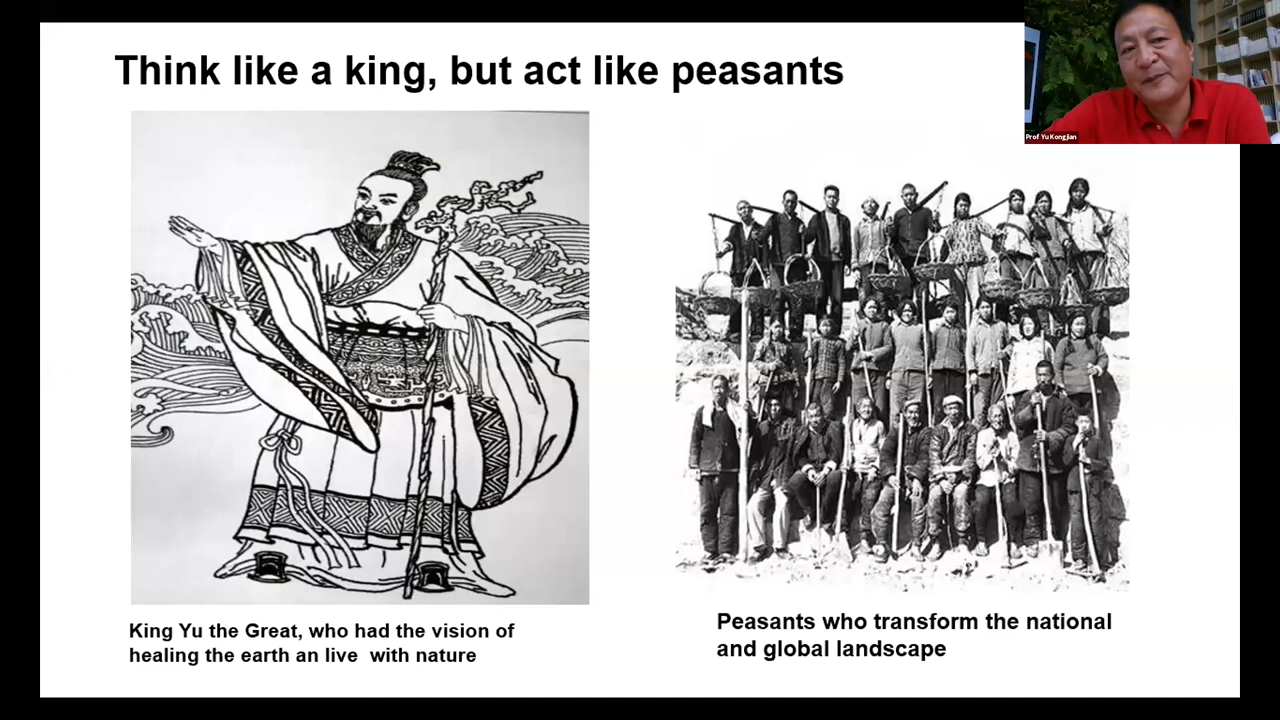 Think like a king, but act like peasants
Prof Yu Kongjian
King Yu the Great, who had the vision of
healing the earth an live with nature
Peasants who transform the national
and global landscape